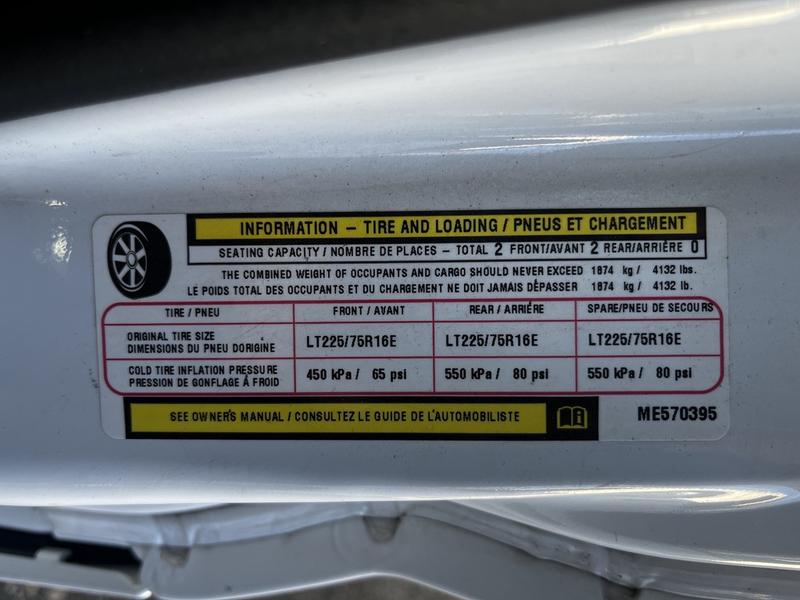 INFORMATION – TIRE AND LOADING / PNEUS ET CHARGEMENT
SEATING CAPACITY / NOMBRE DE PLACES – TOTAL 2 FRONT/AVANT 2 REAR/ARRIÈRE 0
THE COMBINED WEIGHT OF OCCUPANTS AND CARGO SHOULD NEVER EXCEED 1874 kg / 4132 lbs.
LE POIDS TOTAL DES OCCUPANTS ET DU CHARGEMENT NE DOIT JAMAIS DÉPASSER 1874 kg / 4132 lb.
TIRE / PNEU FRONT / AVANT REAR / ARRIÉRE SPARE/PNEU DE SECOURS
ORIGINAL TIRE SIZE
DIMENSIONS DU PNEU DORIGINE
LT225/75R16E LT225/75R16E LT225/75R16E
COLD TIRE INFLATION PRESSURE
PRESSION DE GONFLAGE À FROID
450 kPa / 65 psi 550 kPa / 80 psi 550 kPa / 80 psi
SEE OWNER'S MANUAL / CONSULTEZ LE GUIDE DE L'AUTOMOBILISTE
ME570395